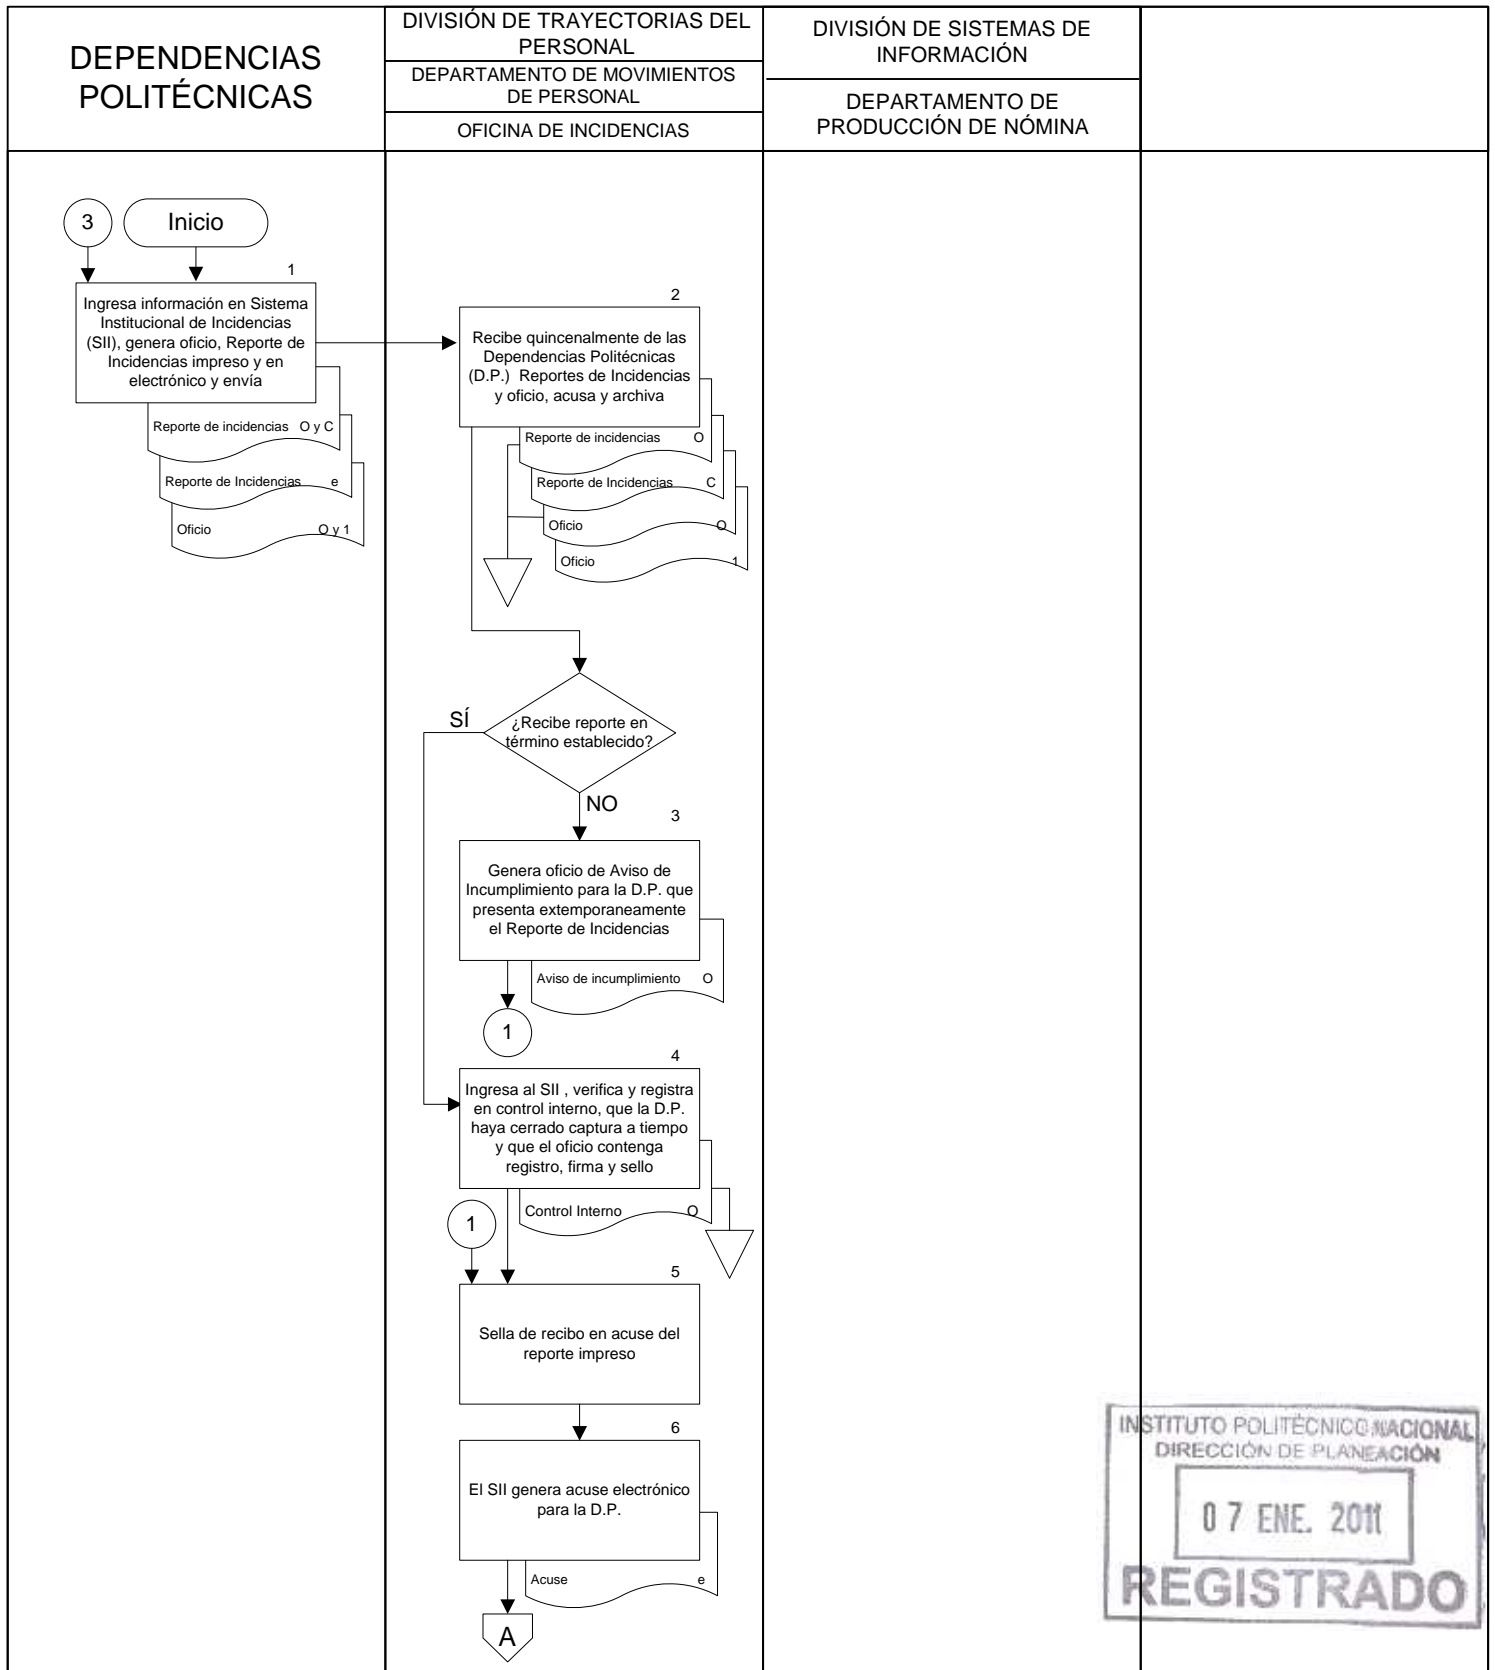 DEPENDENCIAS
POLITÉCNICAS
DIVISIÓN DE TRAYECTORIAS DEL
PERSONAL
DEPARTAMENTO DE MOVIMIENTOS
DE PERSONAL
OFICINA DE INCIDENCIAS
DIVISIÓN DE SISTEMAS DE
INFORMACIÓN
DEPARTAMENTO DE
PRODUCCIÓN DE NÓMINA
3
Inicio
1
Ingresa información en Sistema
Institucional de Incidencias
(SII), genera oficio, Reporte de
Incidencias impreso y en
electrónico y envía
Reporte de incidencias O y C
Reporte de Incidencias e
Oficio O y 1
2
Recibe quincenalmente de las
Dependencias Politécnicas
(D.P.) Reportes de Incidencias
y oficio, acusa y archiva
Reporte de incidencias O
Reporte de Incidencias C
Oficio O
Oficio 1
¿Recibe reporte en
término establecido?
SÍ
NO
3
Genera oficio de Aviso de
Incumplimiento para la D.P. que
presenta extemporaneamente
el Reporte de Incidencias
Aviso de incumplimiento O
1
4
Ingresa al SII , verifica y registra
en control interno, que la D.P.
haya cerrado captura a tiempo
y que el oficio contenga
registro, firma y sello
Control Interno O
1
5
Sella de recibo en acuse del
reporte impreso
6
El SII genera acuse electrónico
para la D.P.
Acuse e
A
INSTITUTO POLITÉCNICO NACIONAL
DIRECCIÓN DE PLANEACIÓN
07 ENE. 2011
REGISTRADO